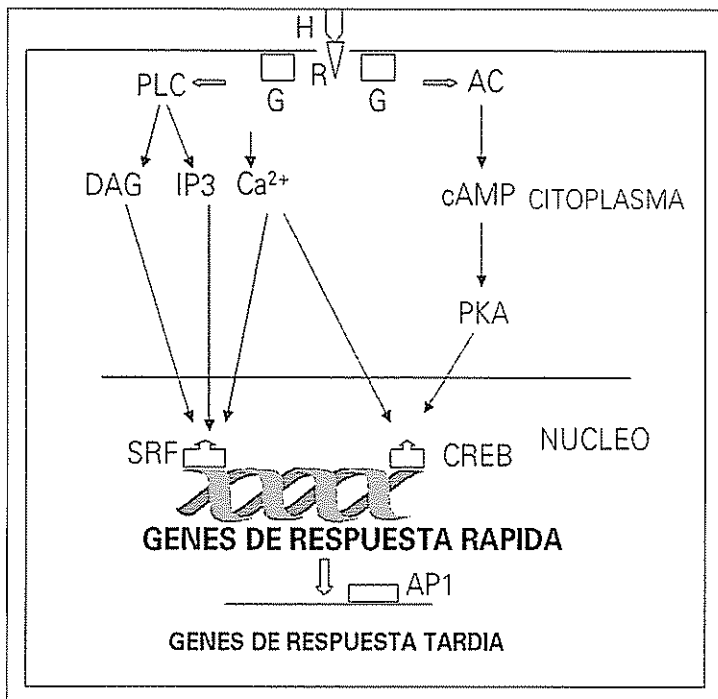 H
PLC G R G AC
DAG IP3 Ca²⁺ cAMP CITOPLASMA
PKA
SRF CREB NUCLEO
GENES DE RESPUESTA RAPIDA
AP1
GENES DE RESPUESTA TARDIA